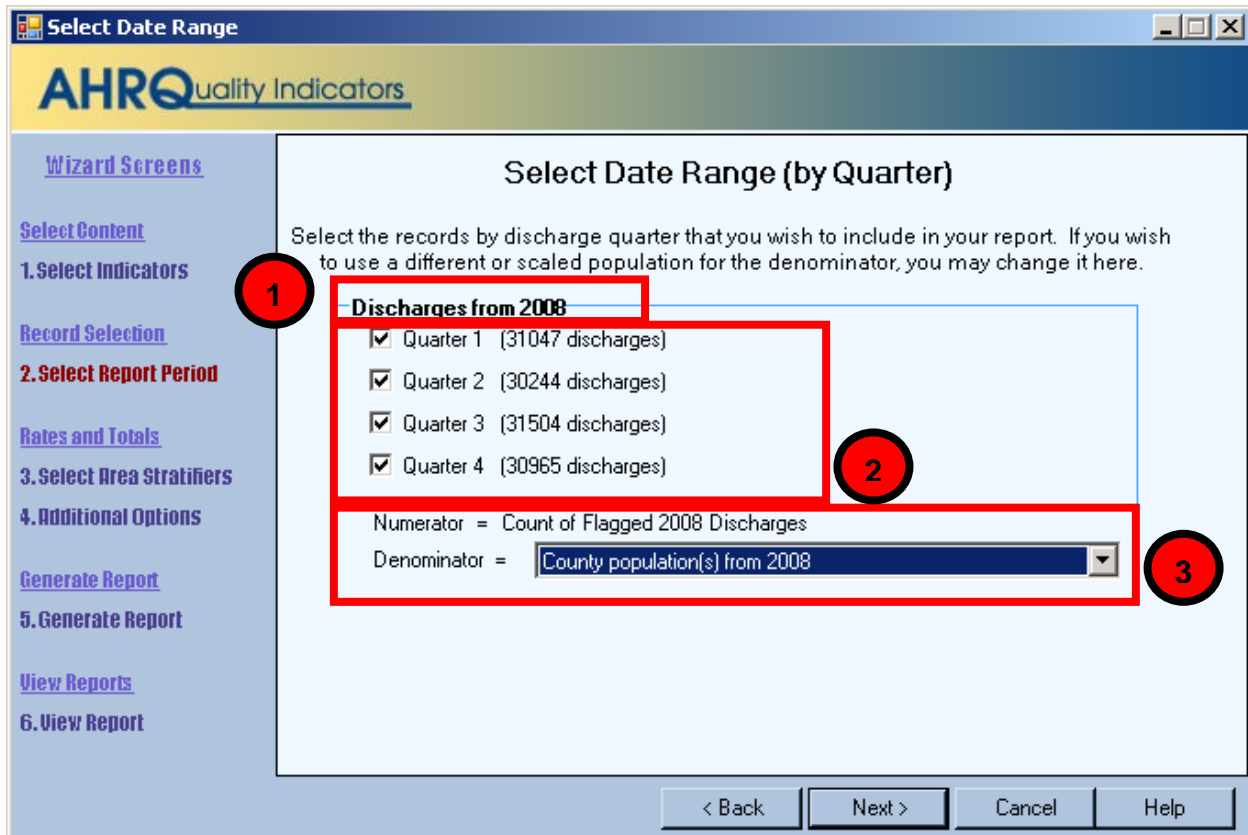 Select Date Range
AHRQuality Indicators
Wizard Screens
Select Content
1. Select Indicators
Record Selection
2. Select Report Period
Rates and Totals
3. Select Area Stratifiers
4. Additional Options
Generate Report
5. Generate Report
View Reports
6. View Report
Select Date Range (by Quarter)
Select the records by discharge quarter that you wish to include in your report. If you wish
to use a different or scaled population for the denominator, you may change it here.
1
Discharges from 2008
Quarter 1 (31047 discharges)
Quarter 2 (30244 discharges)
Quarter 3 (31504 discharges)
Quarter 4 (30965 discharges)
2
Numerator = Count of Flagged 2008 Discharges
Denominator = County population(s) from 2008
3
< Back Next > Cancel Help